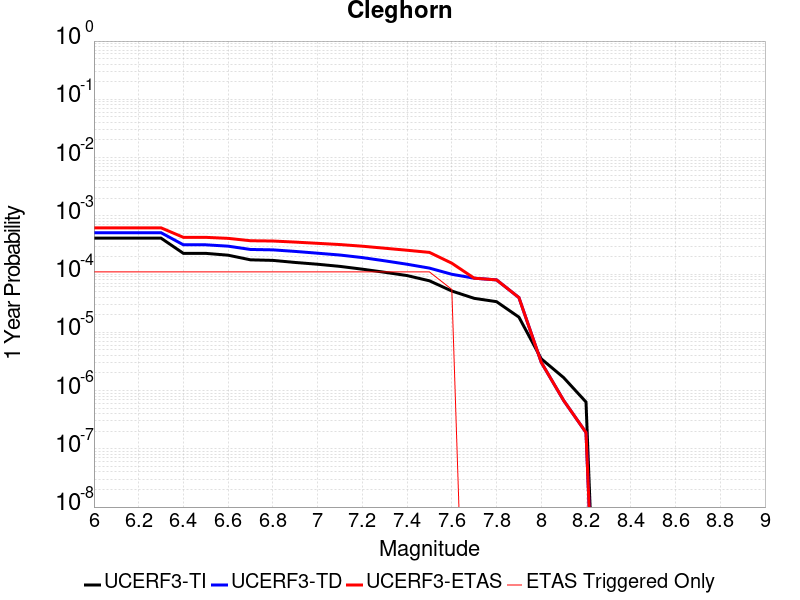 Cleghorn
10^0
10^-1
10^-2
10^-3
10^-4
10^-5
10^-6
10^-7
10^-8
1 Year Probability
6 6.2 6.4 6.6 6.8 7 7.2 7.4 7.6 7.8 8 8.2 8.4 8.6 8.8 9
Magnitude
UCERF3-TI UCERF3-TD UCERF3-ETAS ETAS Triggered Only